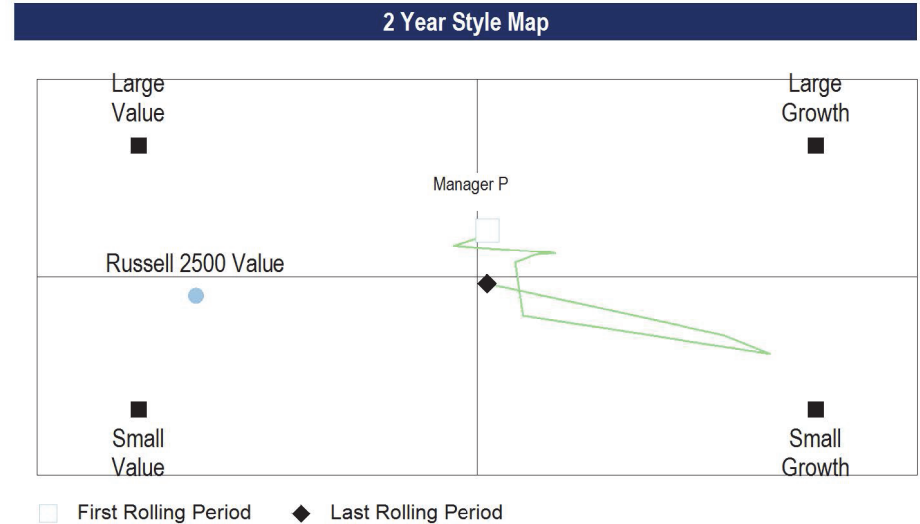 2 Year Style Map
Large
Value
Large
Growth
Manager P
Russell 2500 Value
Small
Value
Small
Growth
First Rolling Period
Last Rolling Period